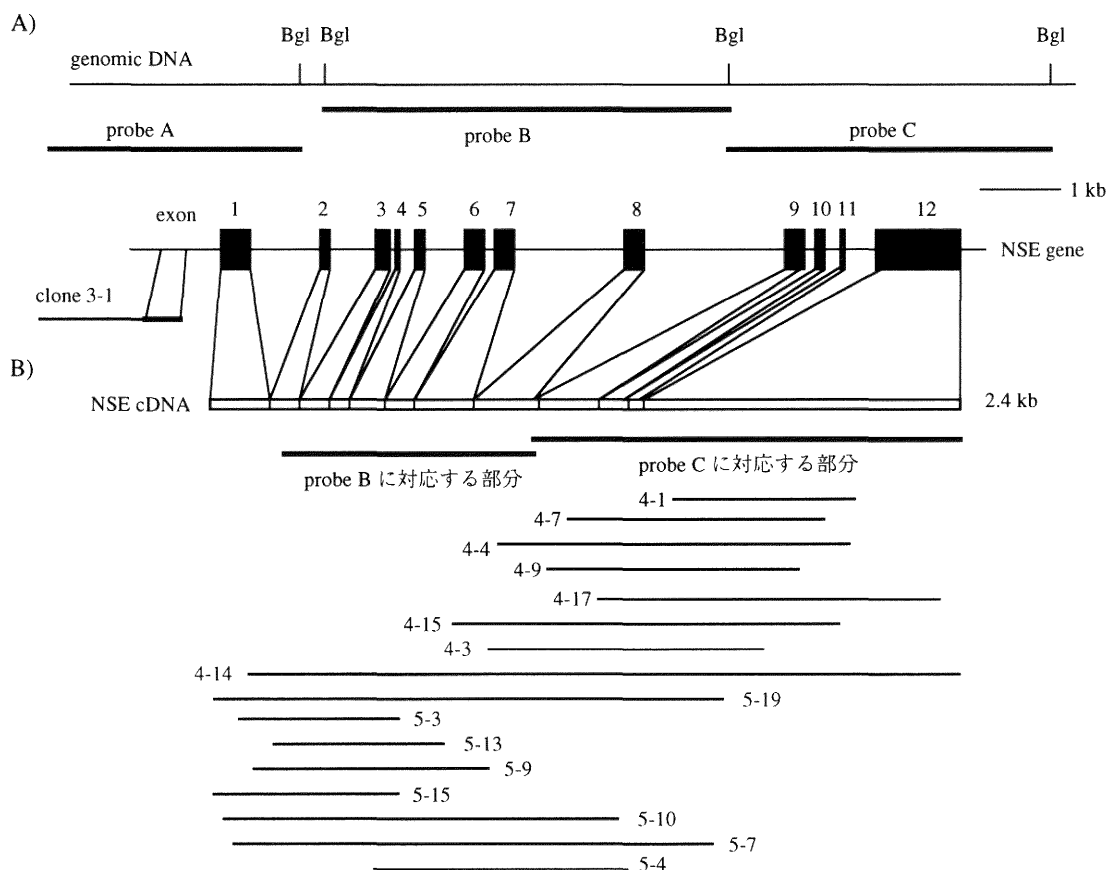 A)
Bgl Bgl Bgl Bgl
genomic DNA
probe A probe B probe C
1 kb
exon 1 2 3 4 5 6 7 8 9 10 11 12
NSE gene
clone 3-1
B)
NSE cDNA 2.4 kb
probe B に対応する部分 probe C に対応する部分
4-1
4-7
4-4
4-9
4-17
4-15
4-3
4-14
5-19
5-3
5-13
5-9
5-15
5-10
5-7
5-4